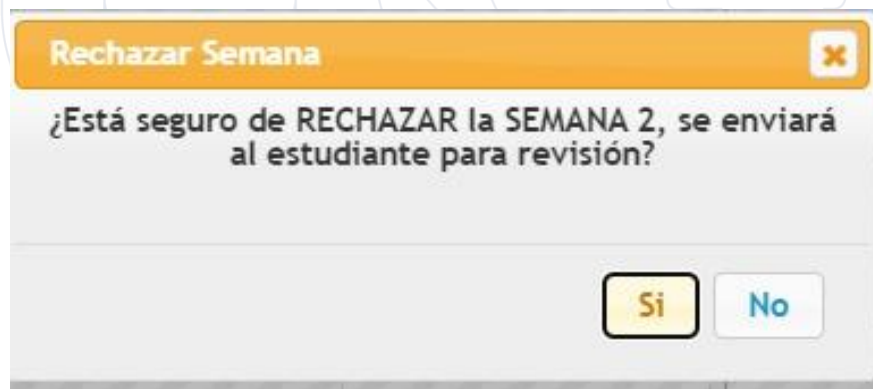 Rechazar Semana
¿Está seguro de RECHAZAR la SEMANA 2, se enviará
al estudiante para revisión?
Si
No